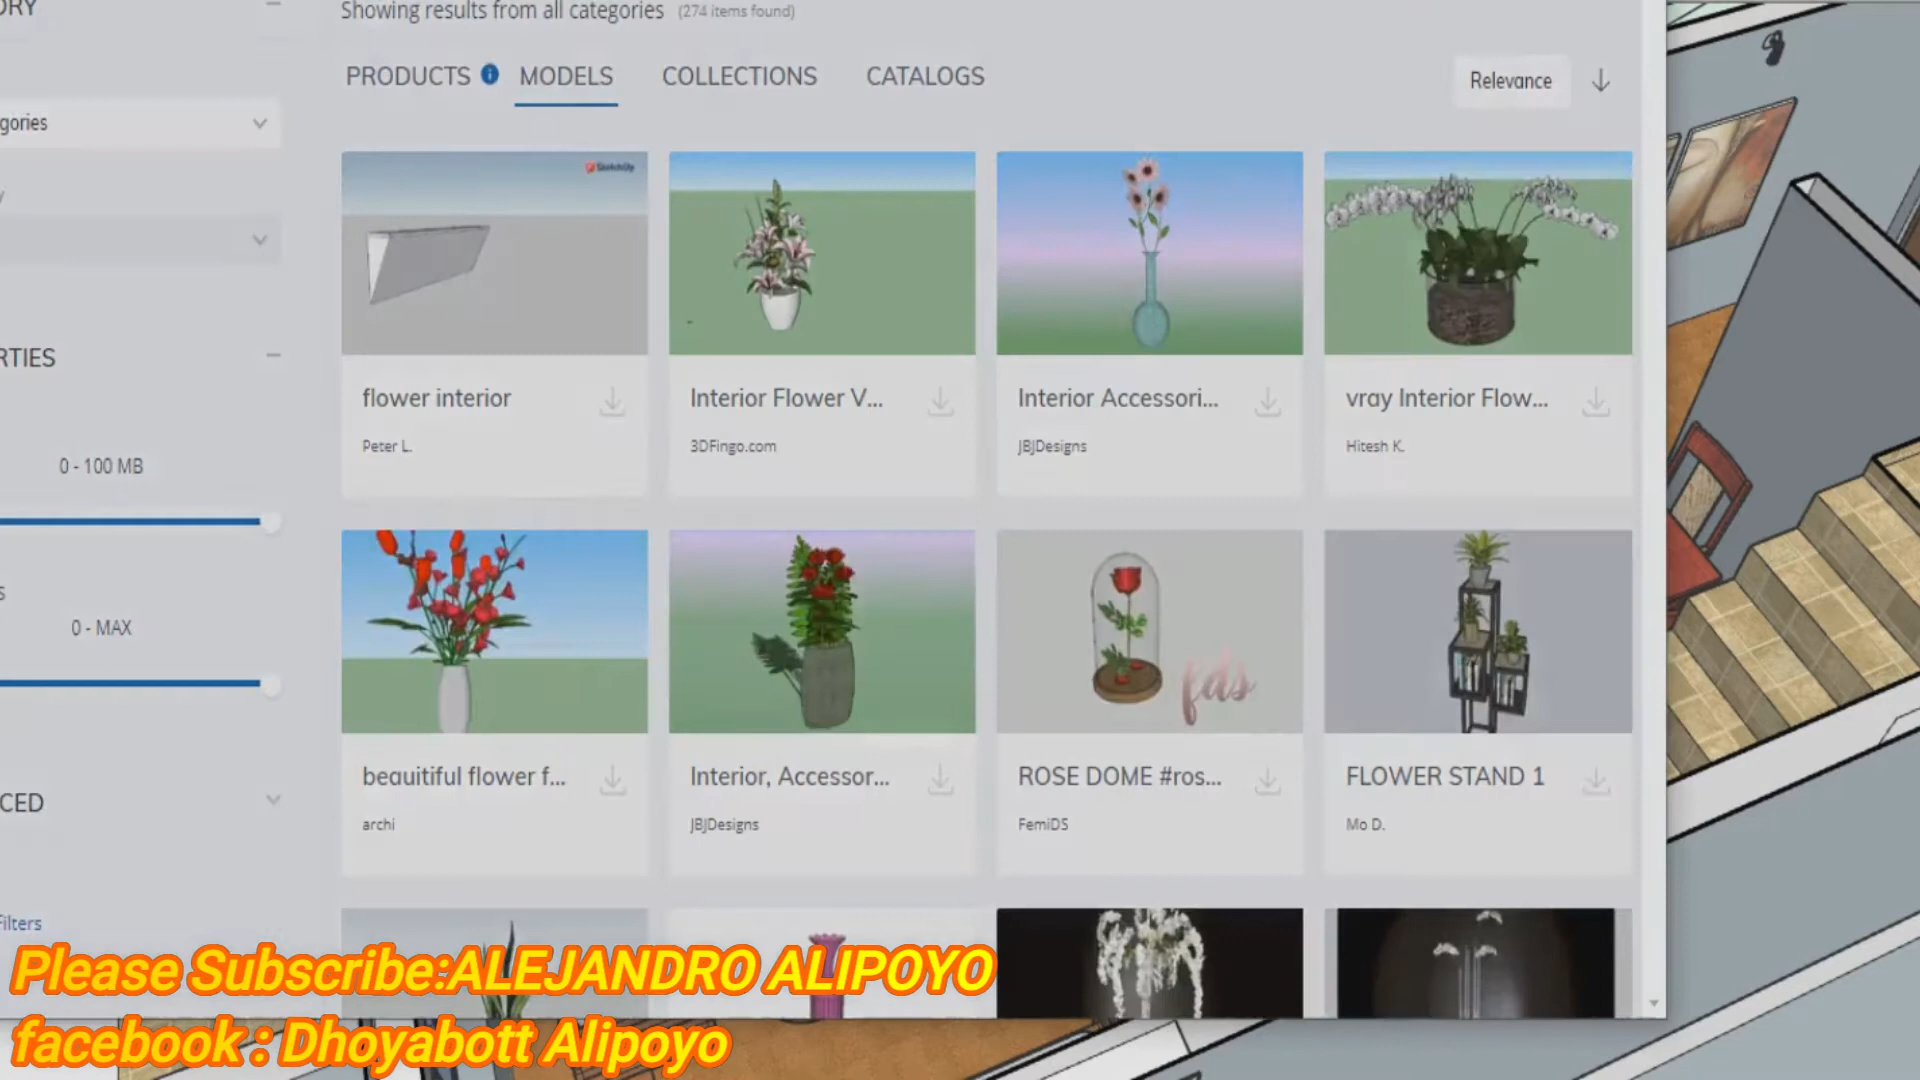 ORY
Showing results from all categories (274 items found)
PRODUCTS i MODELS COLLECTIONS CATALOGS
Relevance
gories
SketchUp
flower interior
Peter L.
Interior Flower V...
3DFingo.com
Interior Accessori...
JBJDesigns
vray Interior Flow...
Hitesh K.
RTIES
0 - 100 MB
S
0 - MAX
fds
beauitiful flower f...
archi
Interior, Accessor...
JBJDesigns
ROSE DOME #ros...
FemiDS
FLOWER STAND 1
Mo D.
CED
Filters
Please Subscribe:ALEJANDRO ALIPOYO
facebook : Dhoyabott Alipoyo